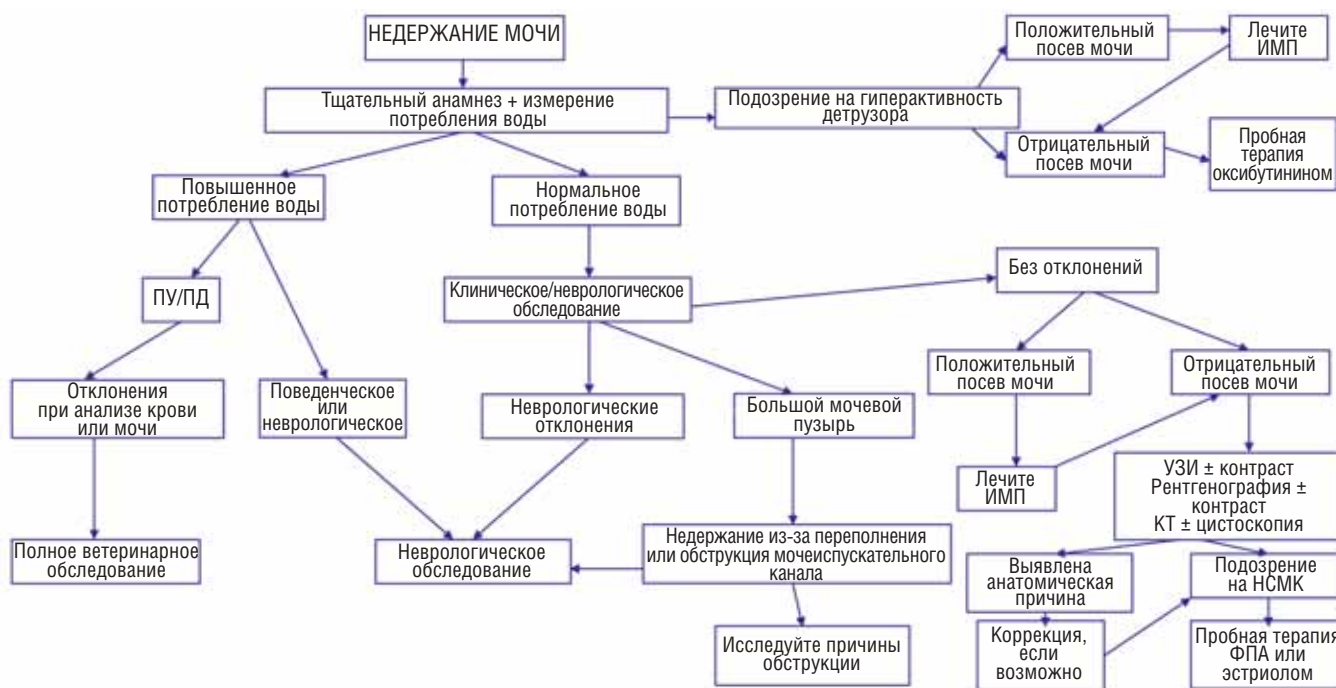 НЕДЕРЖАНИЕ МОЧИ
Тщательный анамнез + измерение
потребления воды
Подозрение на гиперактивность
детрузора
Положительный
посев мочи
Лечите
ИМП
Отрицательный
посев мочи
Пробная
терапия
оксибутинином
Повышенное
потребление воды
Нормальное
потребление воды
ПУ/ПД
Клиническое/неврологическое
обследование
Без отклонений
Отклонения
при анализе крови
или мочи
Поведенческое
или
неврологическое
Неврологические
отклонения
Большой мочевой
пузырь
Положительный
посев мочи
Отрицательный
посев мочи
Лечите
ИМП
УЗИ ± контраст
Рентгенография ±
контраст
КТ ± цистоскопия
Полное ветеринарное
обследование
Неврологическое
обследование
Недержание из-за переполнения
или обструкция мочеиспускательного
канала
Выявлена
анатомическая
причина
Подозрение
на НСМК
Исследуйте причины
обструкции
Коррекция,
если
возможно
Пробная терапия
ФПА или
эстриолом